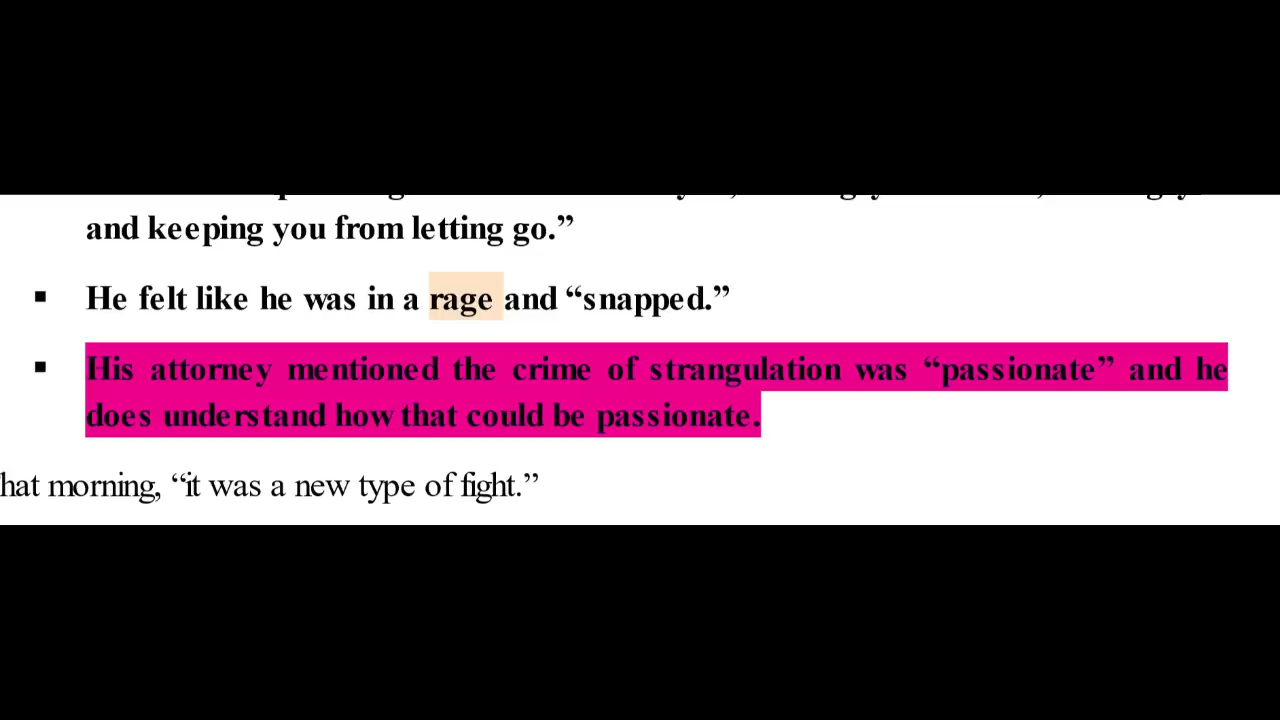 and keeping you from letting go.”
▪ He felt like he was in a rage and “snapped.”
▪ His attorney mentioned the crime of strangulation was “passionate” and he
does understand how that could be passionate.
hat morning, “it was a new type of fight.”